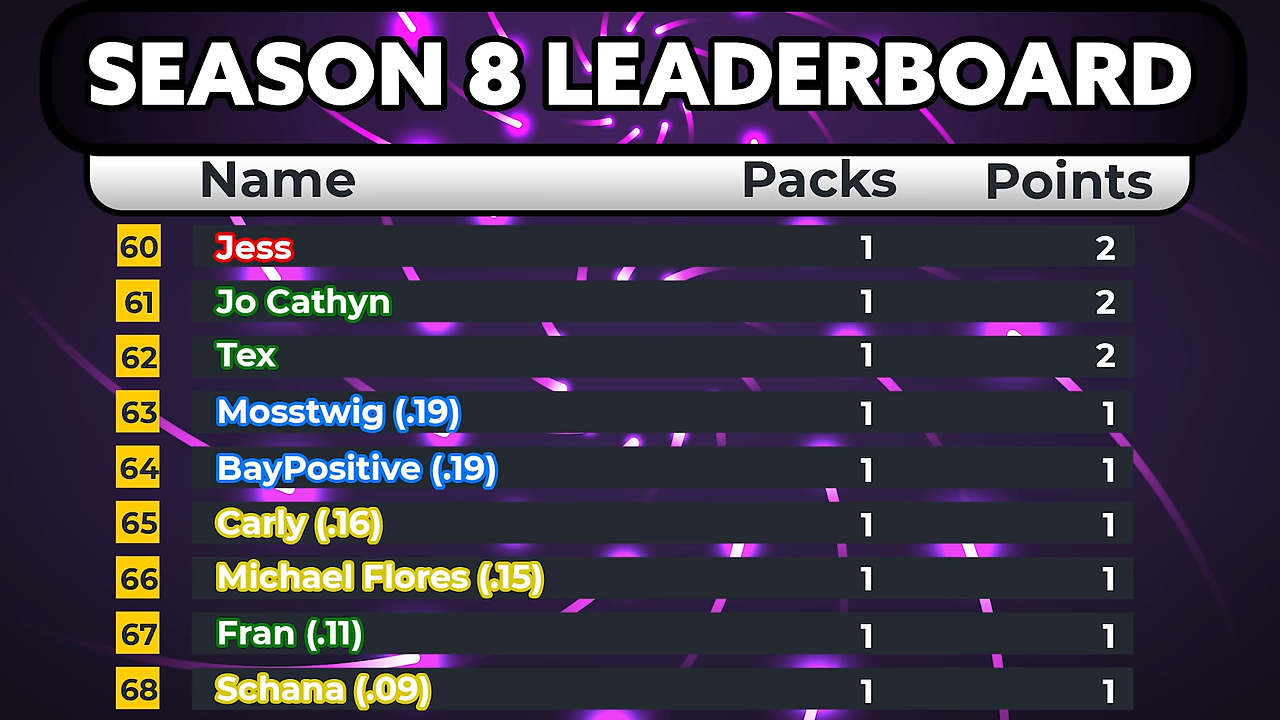 SEASON 8 LEADERBOARD
Name Packs Points
60 Jess 1 2
61 Jo Cathyn 1 2
62 Tex 1 2
63 Mosstwig (.19) 1 1
64 BayPositive (.19) 1 1
65 Carly (.16) 1 1
66 Michael Flores (.15) 1 1
67 Fran (.11) 1 1
68 Schana (.09) 1 1